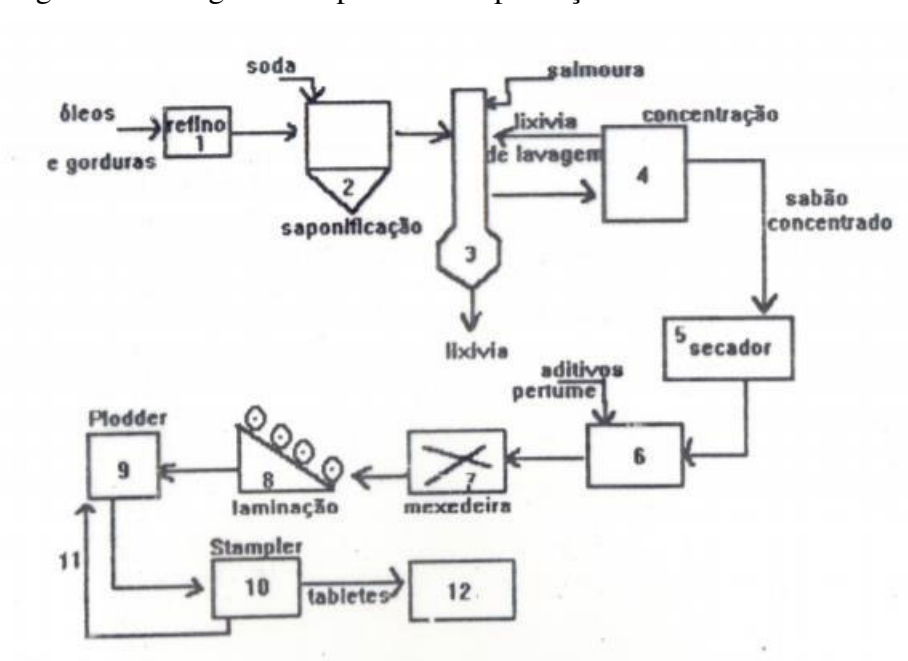 soda
salmoura
óleos
refino
1
e gorduras
2
saponificação
lixivia
de lavagem
concentração
4
3
sabão
concentrado
lixivia
5 secador
aditivos
perfume
6
7
mexedeira
8
laminação
Plodder
9
11
Stampler
10
tabletes
12